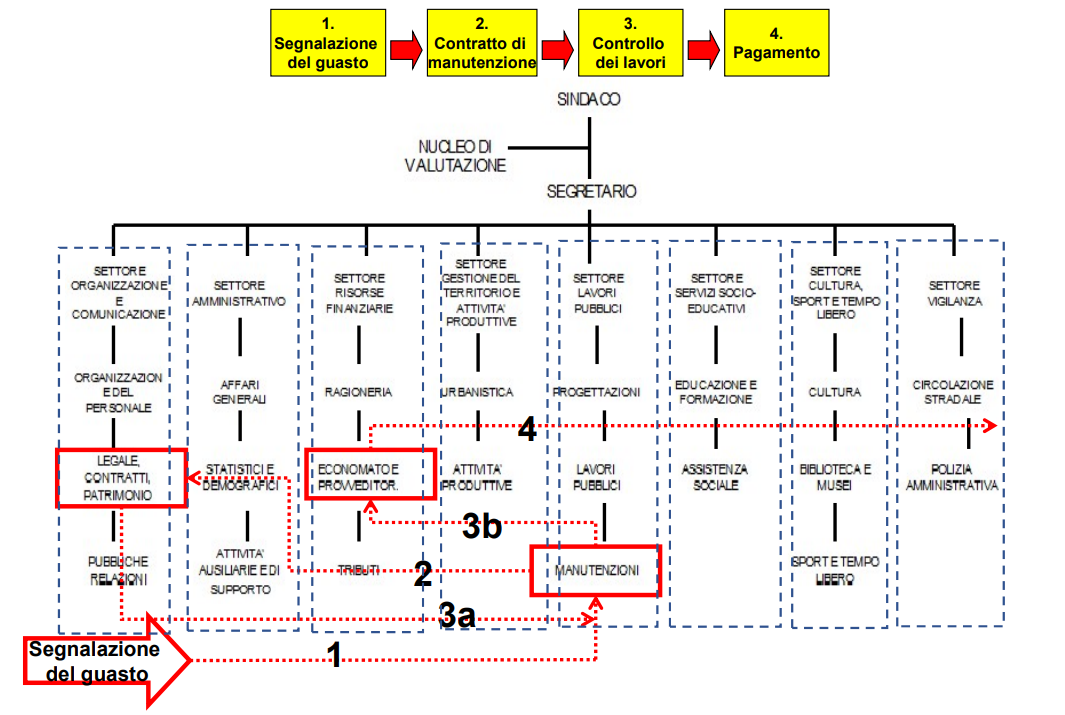 1.
Segnalazione
del guasto
2.
Contratto di
manutenzione
3.
Controllo
dei lavori
4.
Pagamento
SINDACO
NUCLEO DI
VALUTAZIONE
SEGRETARIO
SETTORE
ORGANIZZAZIONE
E
COMUNICAZIONE
SETTORE
AMMINISTRATIVO
SETTORE
RISORSE
FINANZIARIE
SETTORE
GESTIONE DEL
TERRITORIO E
ATTIVITA'
PRODUTTIVE
SETTORE
LAVORI
PUBBLICI
SETTORE
SERVIZI SOCIO-
EDUCATIVI
SETTORE
CULTURA,
SPORT E TEMPO
LIBERO
SETTORE
VIGILANZA
ORGANIZZAZION
E DEL
PERSONALE
AFFARI
GENERALI
RAGIONERIA
URBANISTICA
PROGETTAZIONI
EDUCAZIONE E
FORMAZIONE
CULTURA
CIRCOLAZIONE
STRADALE
4
LEGALE,
CONTRATTI,
PATRIMONIO
STATISTICI E
DEMOGRAFICI
ECONOMATO E
PROVVEDITOR.
ATTIVITA'
PRODUTTIVE
LAVORI
PUBBLICI
ASSISTENZA
SOCIALE
BIBLIOTECA E
MUSEI
POLIZIA
AMMINISTRATIVA
3b
PUBBLICHE
RELAZIONI
ATTIVITA'
AUSILIARIE E DI
SUPPORTO
TRIBUTI
2
MANUTENZIONI
SPORT E TEMPO
LIBERO
3a
Segnalazione
del guasto
1